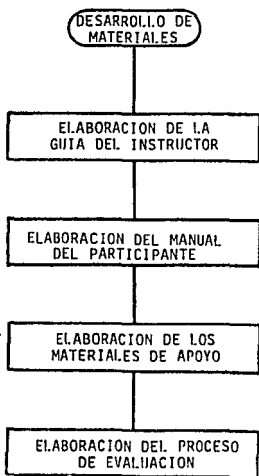 DESARROLLO DE
MATERIALES
ELABORACION DE LA
GUIA DEL INSTRUCTOR
ELABORACION DEL MANUAL
DEL PARTICIPANTE
ELABORACION DE LOS
MATERIALES DE APOYO
ELABORACION DEL PROCESO
DE EVALUACION